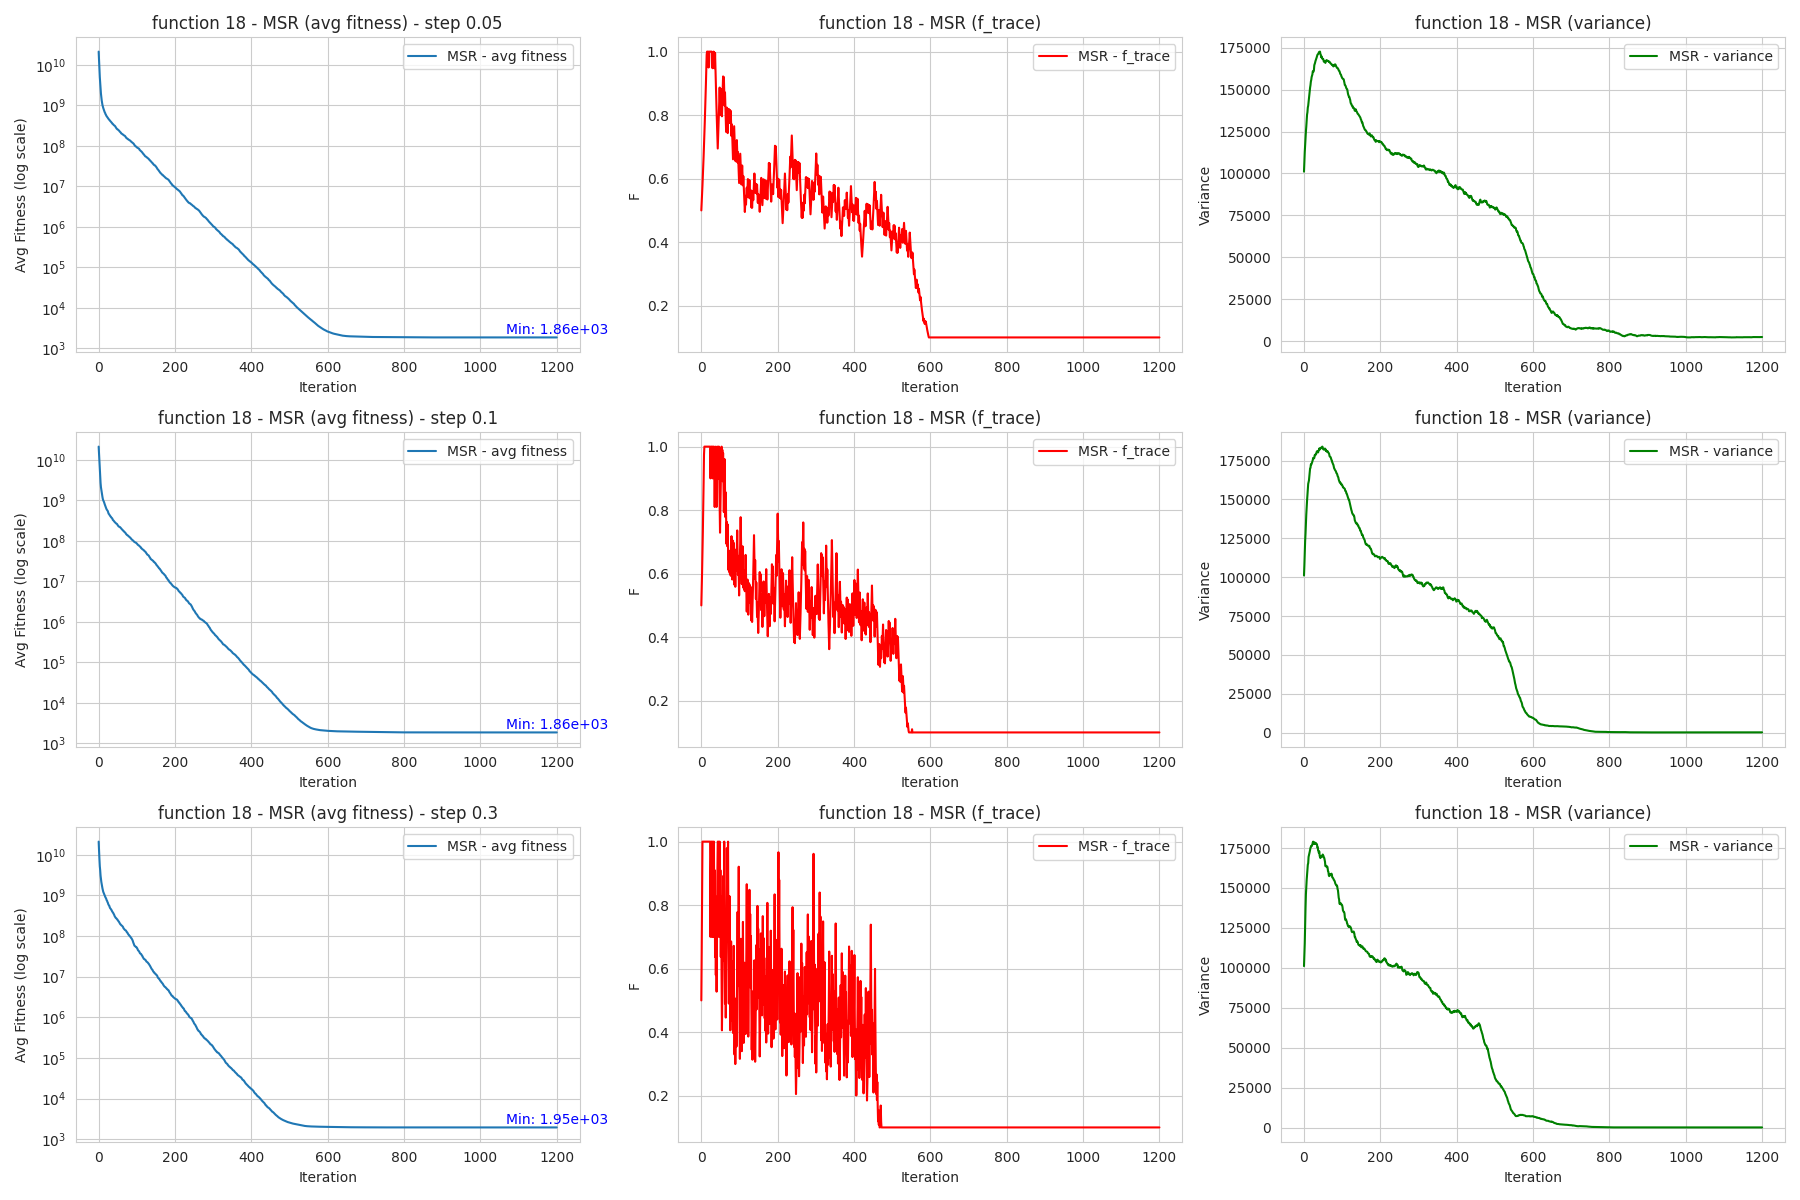 function 18 - MSR (avg fitness) - step 0.05
MSR - avg fitness
Avg Fitness (log scale)
10^10
10^9
10^8
10^7
10^6
10^5
10^4
10^3
Min: 1.86e+03
0 200 400 600 800 1000 1200
Iteration
function 18 - MSR (f_trace)
MSR - f_trace
F
1.0
0.8
0.6
0.4
0.2
0 200 400 600 800 1000 1200
Iteration
function 18 - MSR (variance)
MSR - variance
Variance
175000
150000
125000
100000
75000
50000
25000
0
0 200 400 600 800 1000 1200
Iteration
function 18 - MSR (avg fitness) - step 0.1
MSR - avg fitness
Avg Fitness (log scale)
10^10
10^9
10^8
10^7
10^6
10^5
10^4
10^3
Min: 1.86e+03
0 200 400 600 800 1000 1200
Iteration
function 18 - MSR (f_trace)
MSR - f_trace
F
1.0
0.8
0.6
0.4
0.2
0 200 400 600 800 1000 1200
Iteration
function 18 - MSR (variance)
MSR - variance
Variance
175000
150000
125000
100000
75000
50000
25000
0
0 200 400 600 800 1000 1200
Iteration
function 18 - MSR (avg fitness) - step 0.3
MSR - avg fitness
Avg Fitness (log scale)
10^10
10^9
10^8
10^7
10^6
10^5
10^4
10^3
Min: 1.95e+03
0 200 400 600 800 1000 1200
Iteration
function 18 - MSR (f_trace)
MSR - f_trace
F
1.0
0.8
0.6
0.4
0.2
0 200 400 600 800 1000 1200
Iteration
function 18 - MSR (variance)
MSR - variance
Variance
175000
150000
125000
100000
75000
50000
25000
0
0 200 400 600 800 1000 1200
Iteration